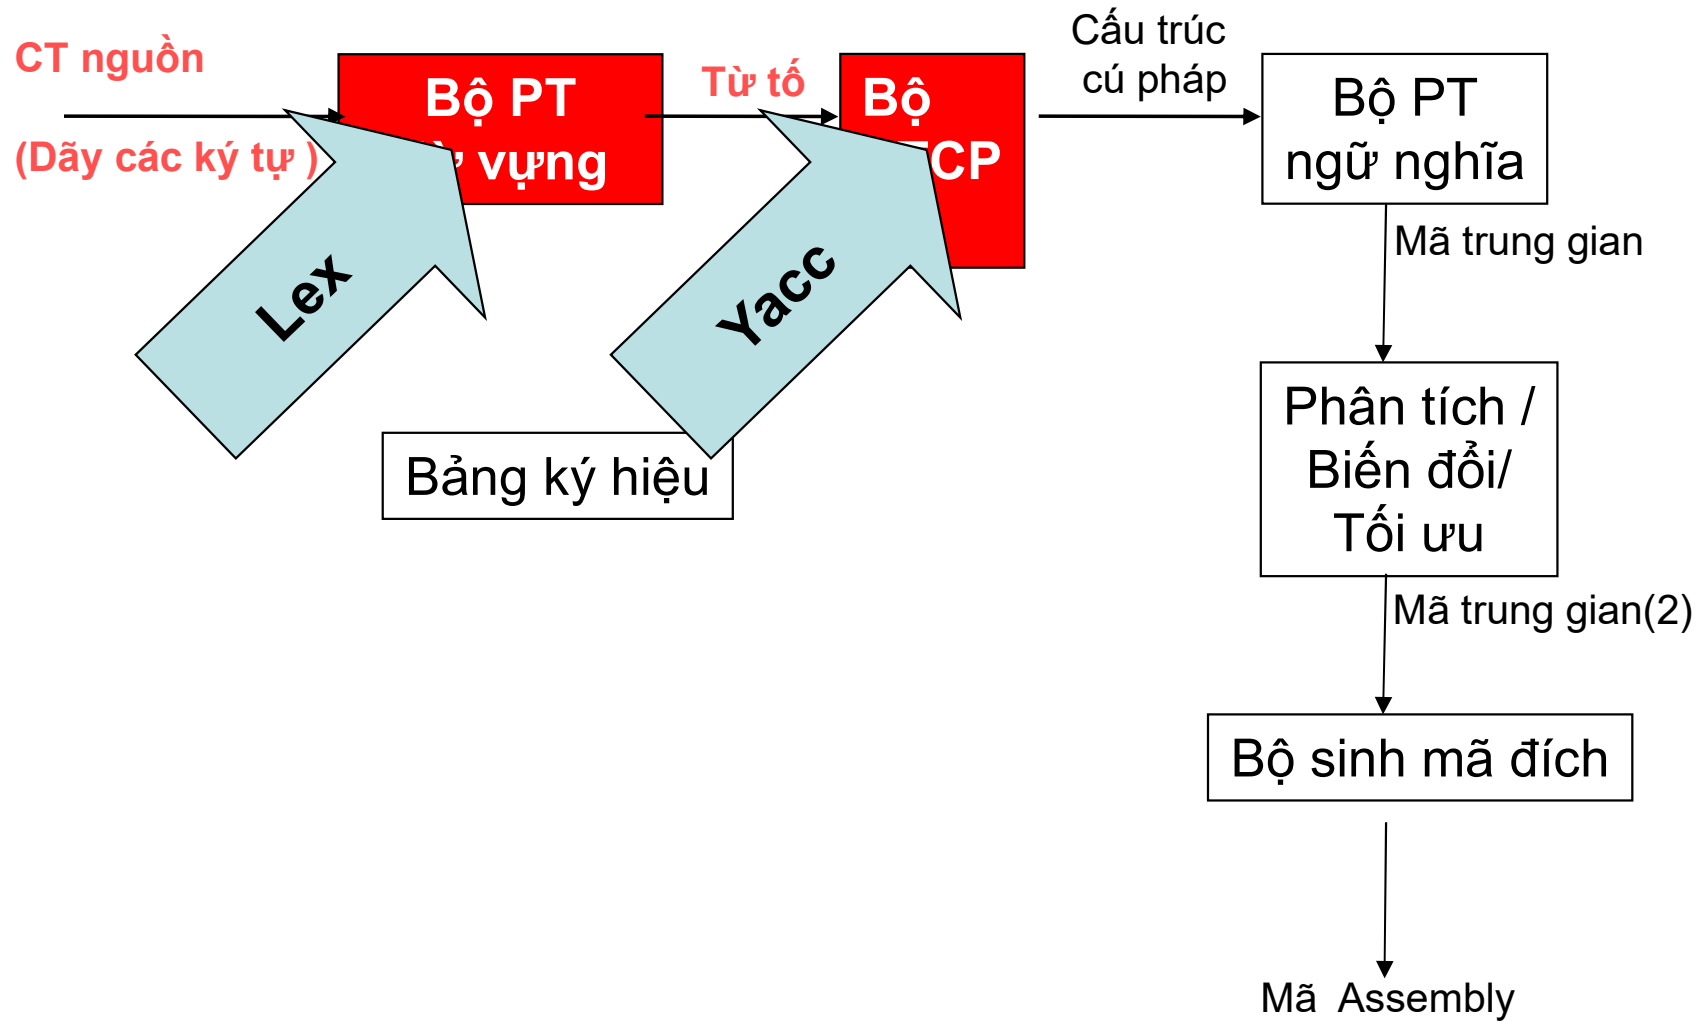 CT nguồn
(Dãy các ký tự )
Bộ PT
vựng
Từ tố
Bộ
Cấu trúc
cú pháp
Bộ PT
ngữ nghĩa
Mã trung gian
Lex
Yacc
Bảng ký hiệu
Phân tích /
Biến đổi/
Tối ưu
Mã trung gian(2)
Bộ sinh mã đích
Mã Assembly